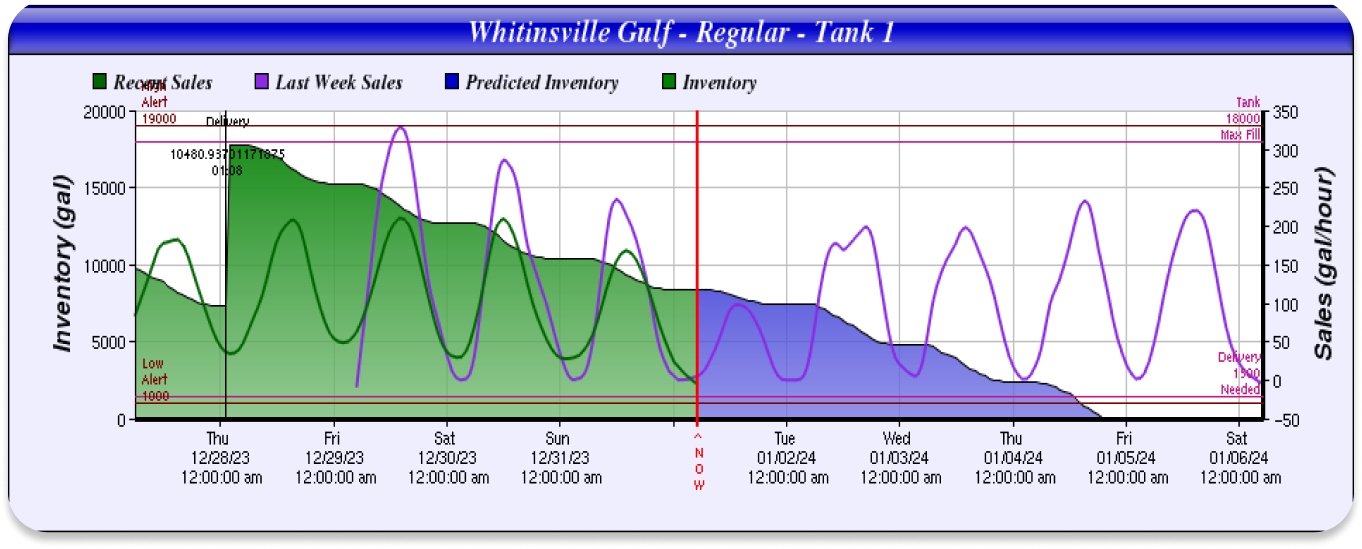 Whitinsville Gulf - Regular - Tank 1
Recent Sales
Last Week Sales
Predicted Inventory
Inventory
High
Alert
19000
Delivery
10480.93701171875
01:08
Tank
18000
Max Fill
20000
15000
10000
5000
0
Inventory (gal)
350
300
250
200
150
100
50
0
-50
Sales (gal/hour)
Low
Alert
1000
Delivery
1500
Needed
Thu
12/28/23
12:00:00 am
Fri
12/29/23
12:00:00 am
Sat
12/30/23
12:00:00 am
Sun
12/31/23
12:00:00 am
^
N
O
W
Tue
01/02/24
12:00:00 am
Wed
01/03/24
12:00:00 am
Thu
01/04/24
12:00:00 am
Fri
01/05/24
12:00:00 am
Sat
01/06/24
12:00:00 am